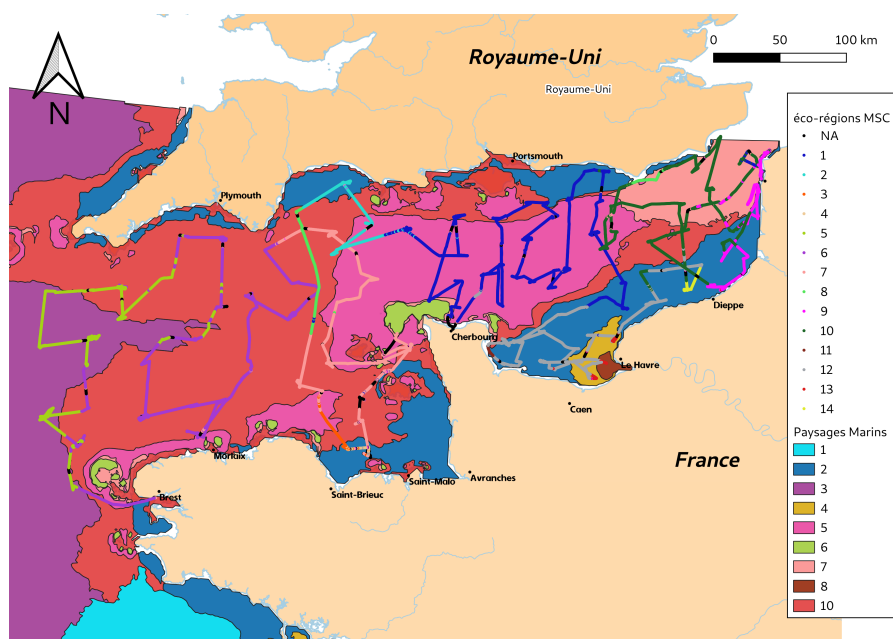 0 50 100 km
N
Royaume-Uni
Royaume-Uni
Portsmouth
Plymouth
Dieppe
Cherbourg
Le Havre
Caen
France
Morlaix
Avranches
Saint-Malo
Saint-Brieuc
Brest
éco-régions MSC
NA
1
2
3
4
5
6
7
8
9
10
11
12
13
14
Paysages Marins
1
2
3
4
5
6
7
8
10